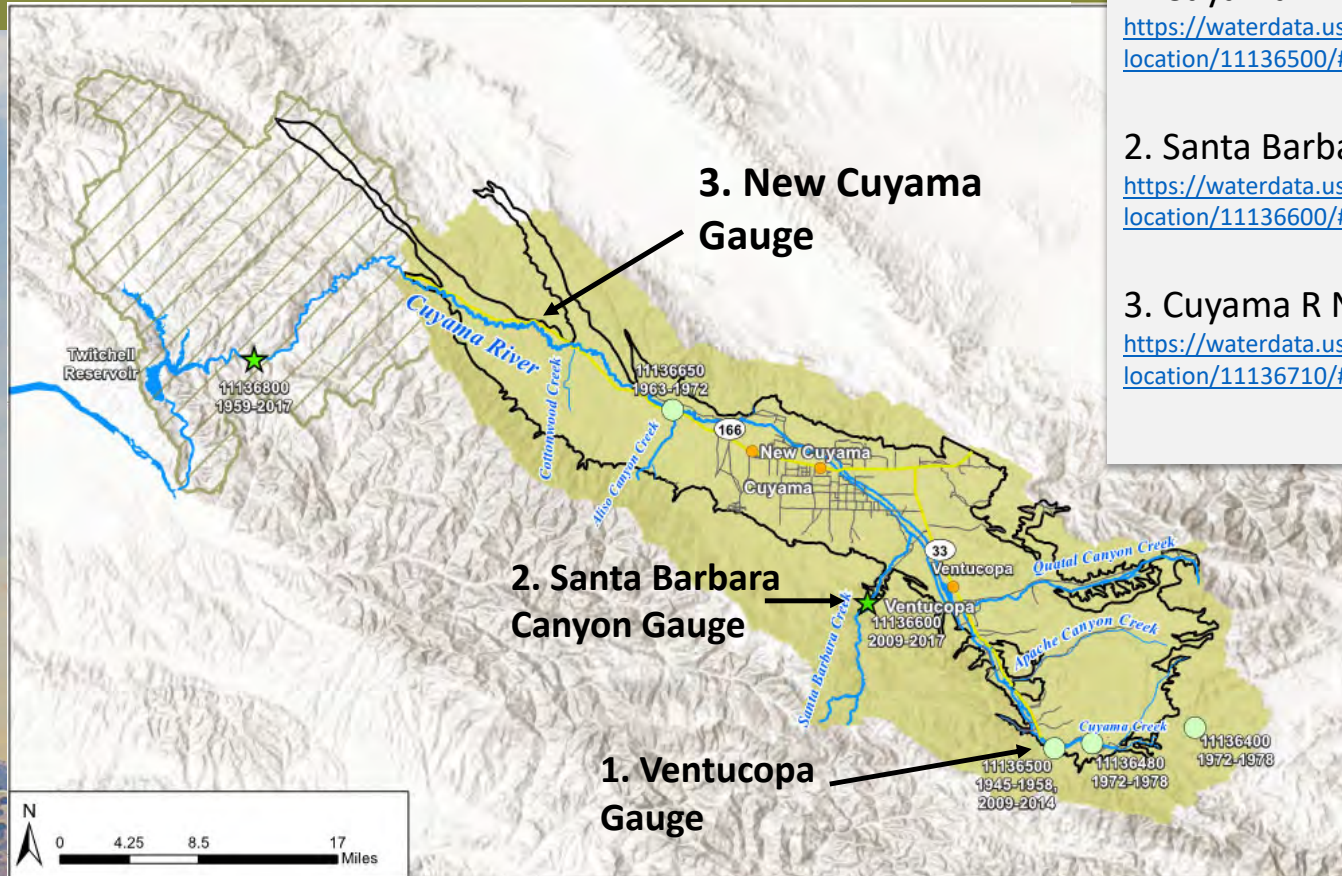 https://waterdata.us
location/11136500/#
2. Santa Barba
https://waterdata.us
location/11136600/#
3. Cuyama R N
https://waterdata.us
location/11136710/#
3. New Cuyama
Gauge
Cuyama River
Twitchell
Reservoir
11136800
1959-2017
11136650
1963-1972
Cottonwood Creek
Aliso Canyon Creek
166
New Cuyama
Cuyama
33
Ventucopa
Quatal Canyon Creek
2. Santa Barbara
Canyon Gauge
Ventucopa
11136600
2009-2017
Santa Barbara Creek
Apache Canyon Creek
Cuyama Creek
11136400
1972-1978
11136480
1972-1978
11136500
1945-1958,
2009-2014
1. Ventucopa
Gauge
N
0 4.25 8.5 17
Miles